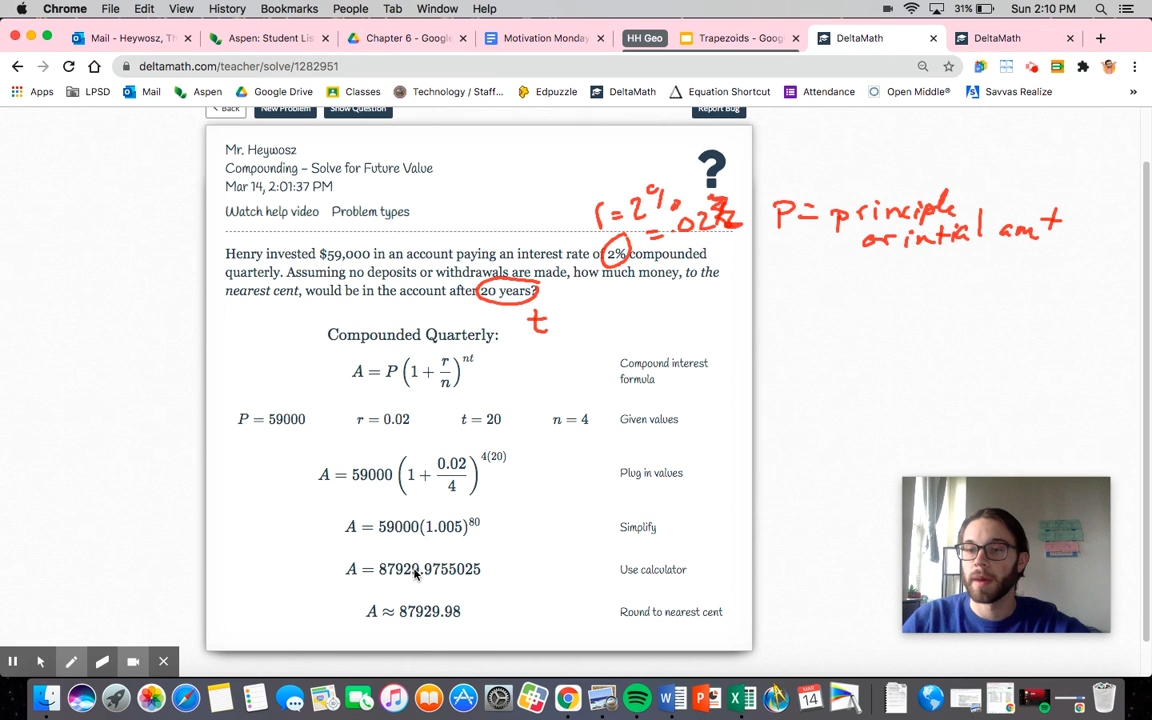 Chrome File Edit View History Bookmarks People Tab Window Help 31% Sun 2:10 PM
Mail - Heywosz, Th Aspen: Student Lis Chapter 6 - Google Motivation Monday HH Geo Trapezoids - Goog DeltaMath DeltaMath
deltamath.com/teacher/solve/1282951
Apps LPSD Mail Aspen Google Drive Classes Technology / Staff... Edpuzzle DeltaMath Equation Shortcut Attendance Open Middle® Savvas Realize »
< Back New Problem Show Question Report Bug
Mr. Heywosz
Compounding - Solve for Future Value
Mar 14, 2:01:37 PM
?
Watch help video Problem types
r = 2%
= .02
P = principle
or intial amt
Henry invested $59,000 in an account paying an interest rate of 2% compounded
quarterly. Assuming no deposits or withdrawals are made, how much money, to the
nearest cent, would be in the account after 20 years?
t
Compounded Quarterly:
A = P(1 + r/n)^nt Compound interest
formula
P = 59000 r = 0.02 t = 20 n = 4 Given values
A = 59000(1 + 0.02/4)^4(20) Plug in values
A = 59000(1.005)^80 Simplify
A = 87929.9755025 Use calculator
A ≈ 87929.98 Round to nearest cent
MAR
14